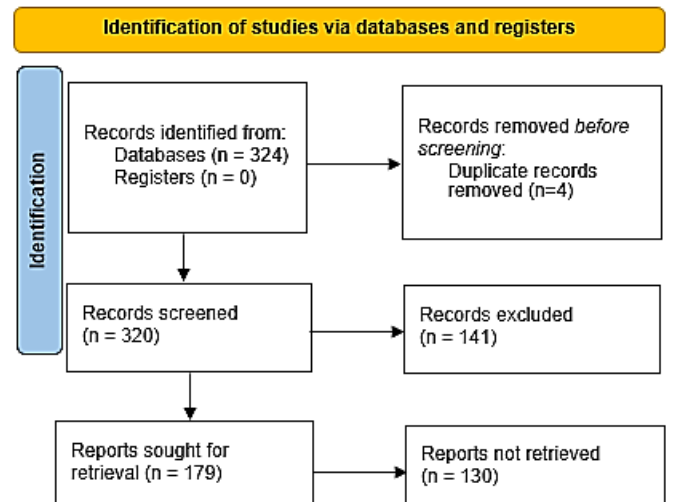 Identification of studies via databases and registers
Identification
Records identified from:
Databases (n = 324)
Registers (n = 0)
Records removed before
screening:
Duplicate records
removed (n=4)
Records screened
(n = 320)
Records excluded
(n = 141)
Reports sought for
retrieval (n = 179)
Reports not retrieved
(n = 130)